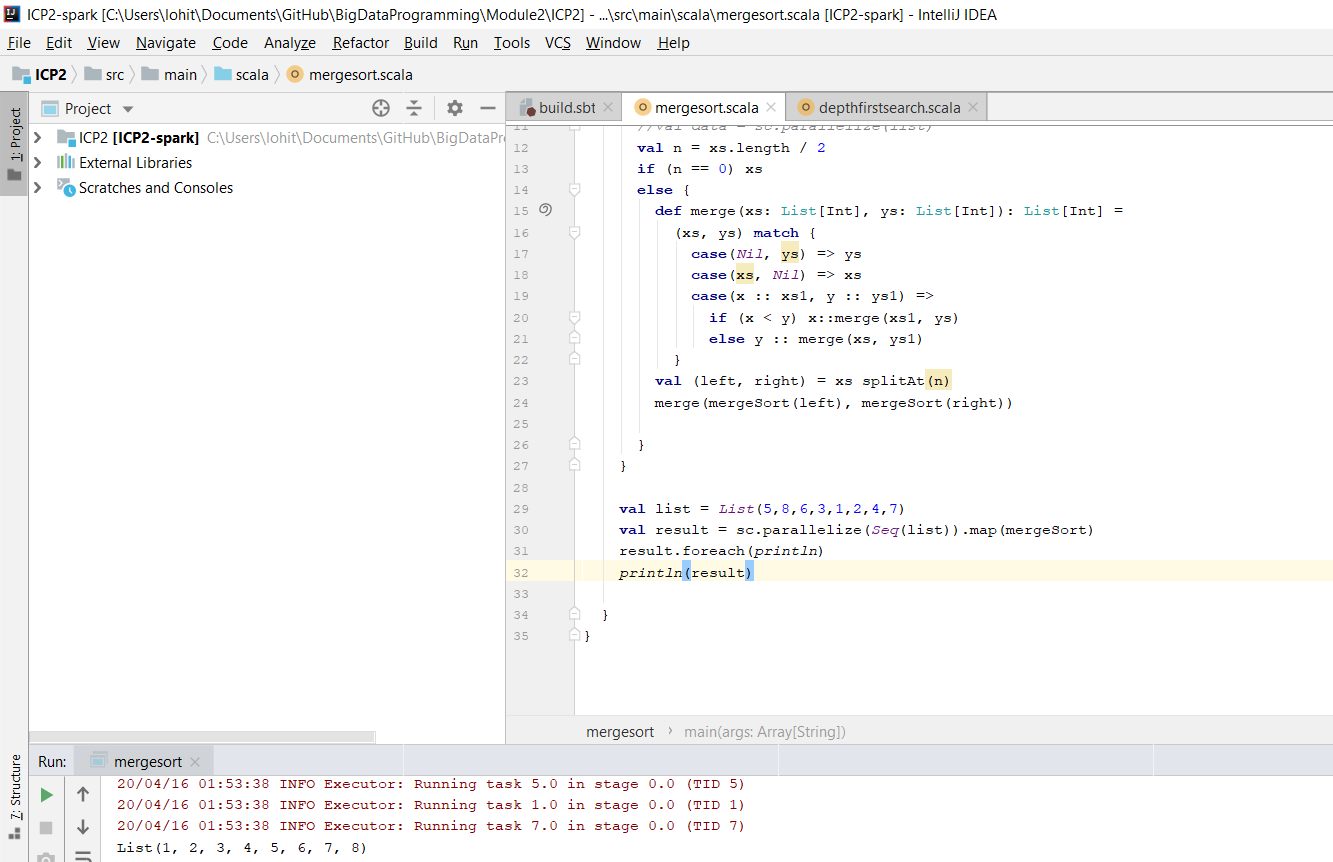 ICP2-spark [C:\Users\lohit\Documents\GitHub\BigDataProgramming\Module2\ICP2] - ...\src\main\scala\mergesort.scala [ICP2-spark] - IntelliJ IDEA
File Edit View Navigate Code Analyze Refactor Build Run Tools VCS Window Help
ICP2 src main scala mergesort.scala
1: Project
Project
ICP2 [ICP2-spark] C:\Users\lohit\Documents\GitHub\BigDataPr
External Libraries
Scratches and Consoles
build.sbt mergesort.scala depthfirstsearch.scala
11 //val data = sc.parallelize(list)
12 val n = xs.length / 2
13 if (n == 0) xs
14 else {
15 def merge(xs: List[Int], ys: List[Int]): List[Int] =
16 (xs, ys) match {
17 case(Nil, ys) => ys
18 case(xs, Nil) => xs
19 case(x :: xs1, y :: ys1) =>
20 if (x < y) x::merge(xs1, ys)
21 else y :: merge(xs, ys1)
22 }
23 val (left, right) = xs splitAt(n)
24 merge(mergeSort(left), mergeSort(right))
25
26 }
27 }
28
29 val list = List(5,8,6,3,1,2,4,7)
30 val result = sc.parallelize(Seq(list)).map(mergeSort)
31 result.foreach(println)
32 println(result)
33
34 }
35 }
mergesort › main(args: Array[String])
7: Structure
Run: mergesort
20/04/16 01:53:38 INFO Executor: Running task 5.0 in stage 0.0 (TID 5)
20/04/16 01:53:38 INFO Executor: Running task 1.0 in stage 0.0 (TID 1)
20/04/16 01:53:38 INFO Executor: Running task 7.0 in stage 0.0 (TID 7)
List(1, 2, 3, 4, 5, 6, 7, 8)